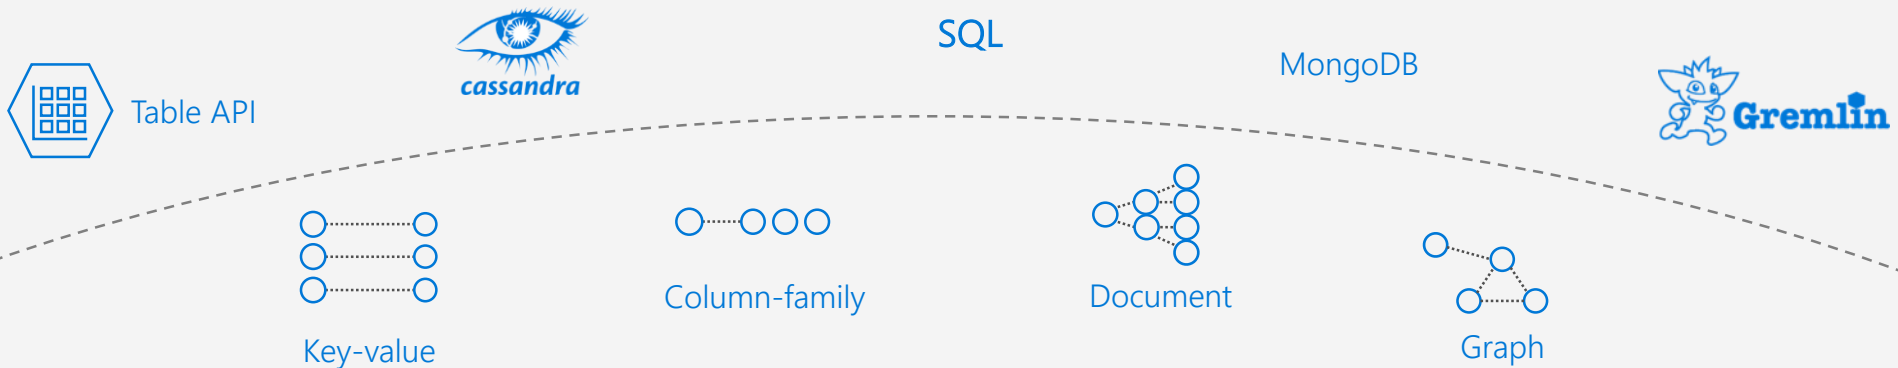 Table API
cassandra
SQL
MongoDB
Gremlin
Key-value
Column-family
Document
Graph